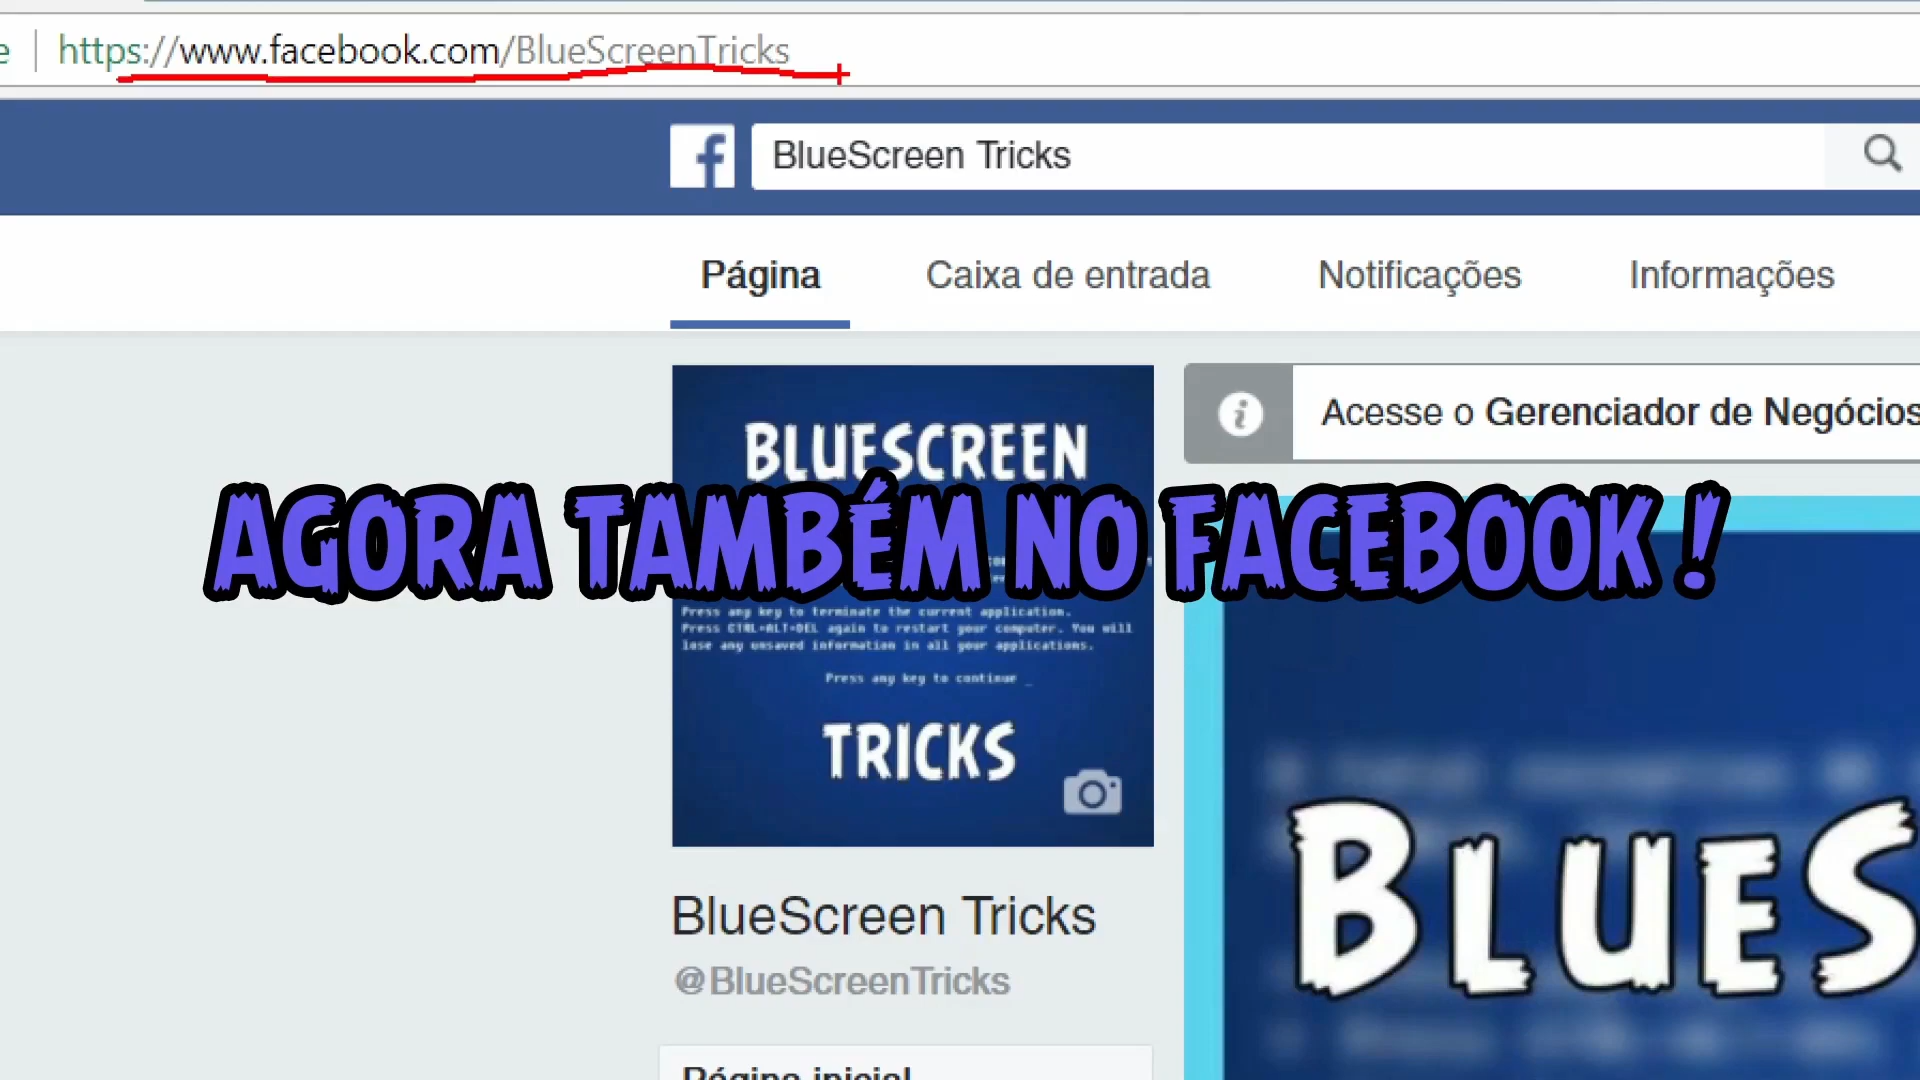 https://www.facebook.com/BlueScreenTricks
BlueScreen Tricks
Página Caixa de entrada Notificações Informações
Acesse o Gerenciador de Negócios
BLUESCREEN
AGORA TAMBÉM NO FACEBOOK !
Press any key to terminate the current application.
Press CTRL+ALT+DEL again to restart your computer. You will
lose any unsaved information in all your applications.
Press any key to continue _
TRICKS
BLUES
BlueScreen Tricks
@BlueScreenTricks
Página inicial